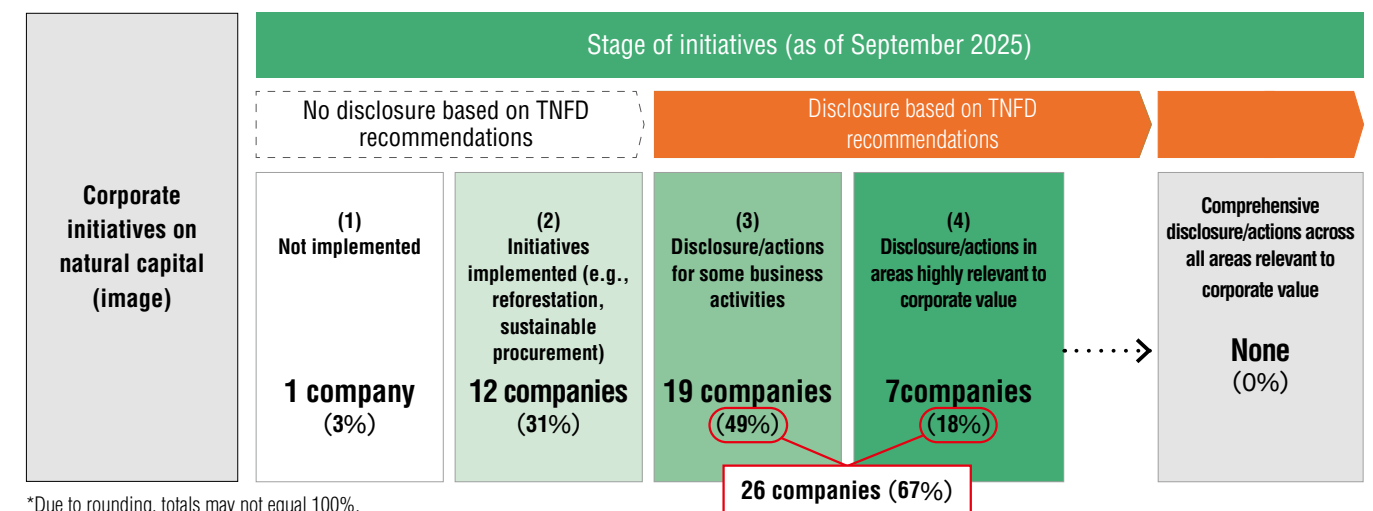 Stage of initiatives (as of September 2025)
No disclosure based on TNFD
recommendations
Disclosure based on TNFD
recommendations
Corporate
initiatives on
natural capital
(image)
(1)
Not implemented
1 company
(3%)
(2)
Initiatives
implemented (e.g.,
reforestation,
sustainable
procurement)
12 companies
(31%)
(3)
Disclosure/actions
for some business
activities
19 companies
(49%)
(4)
Disclosure/actions in
areas highly relevant to
corporate value
7companies
(18%)
Comprehensive
disclosure/actions across
all areas relevant to
corporate value
None
(0%)
26 companies (67%)
*Due to rounding, totals may not equal 100%.